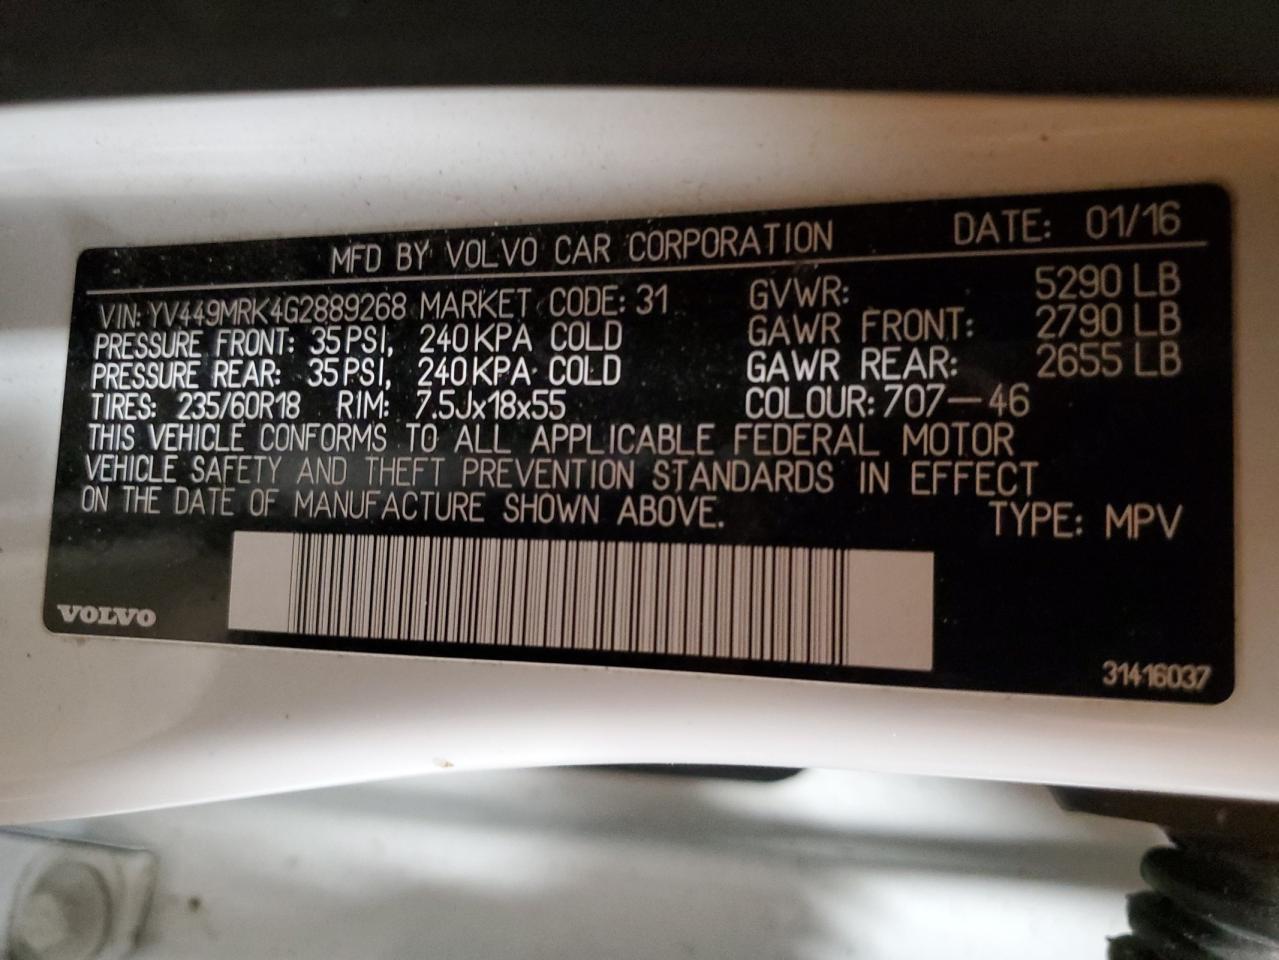 MFD BY VOLVO CAR CORPORATION DATE: 01/16
VIN: YV449MRK4G2889268 MARKET CODE: 31 GVWR: 5290 LB
PRESSURE FRONT: 35 PSI, 240 KPA COLD GAWR FRONT: 2790 LB
PRESSURE REAR: 35 PSI, 240 KPA COLD GAWR REAR: 2655 LB
TIRES: 235/60R18 RIM: 7.5Jx18x55 COLOUR: 707-46
THIS VEHICLE CONFORMS TO ALL APPLICABLE FEDERAL MOTOR
VEHICLE SAFETY AND THEFT PREVENTION STANDARDS IN EFFECT
ON THE DATE OF MANUFACTURE SHOWN ABOVE. TYPE: MPV
VOLVO
31416037